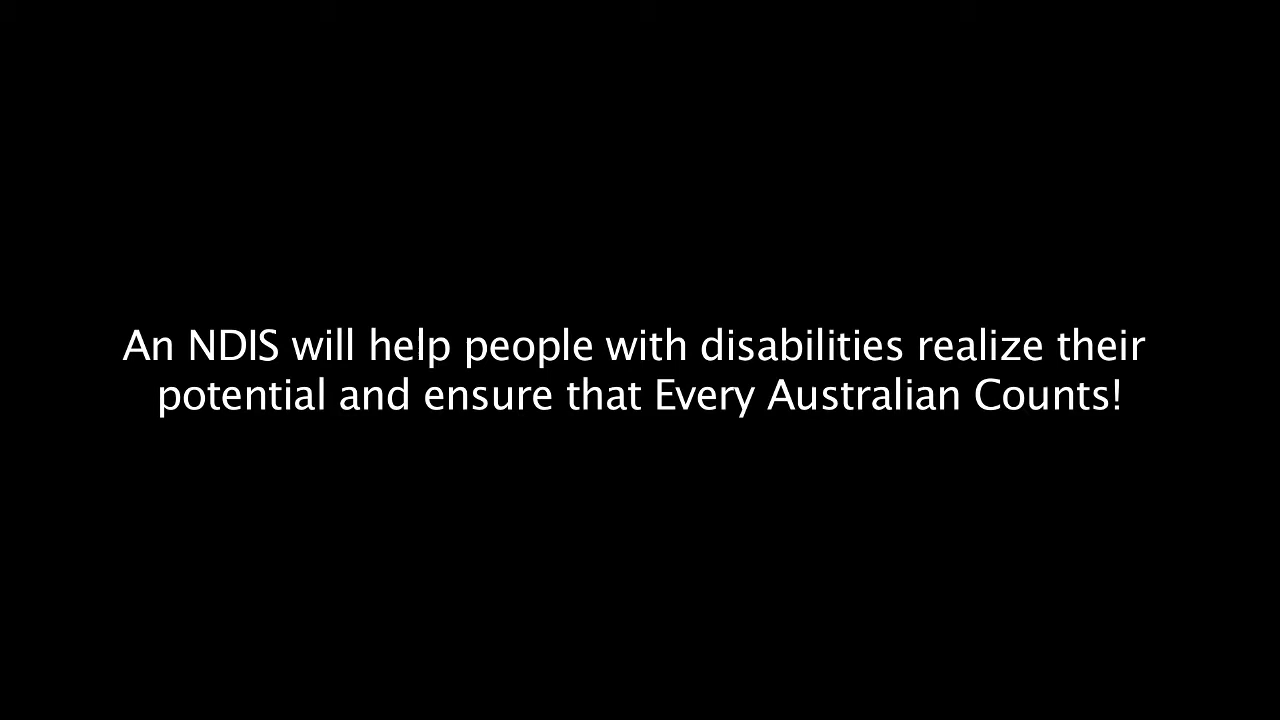 An NDIS will help people with disabilities realize their
potential and ensure that Every Australian Counts!